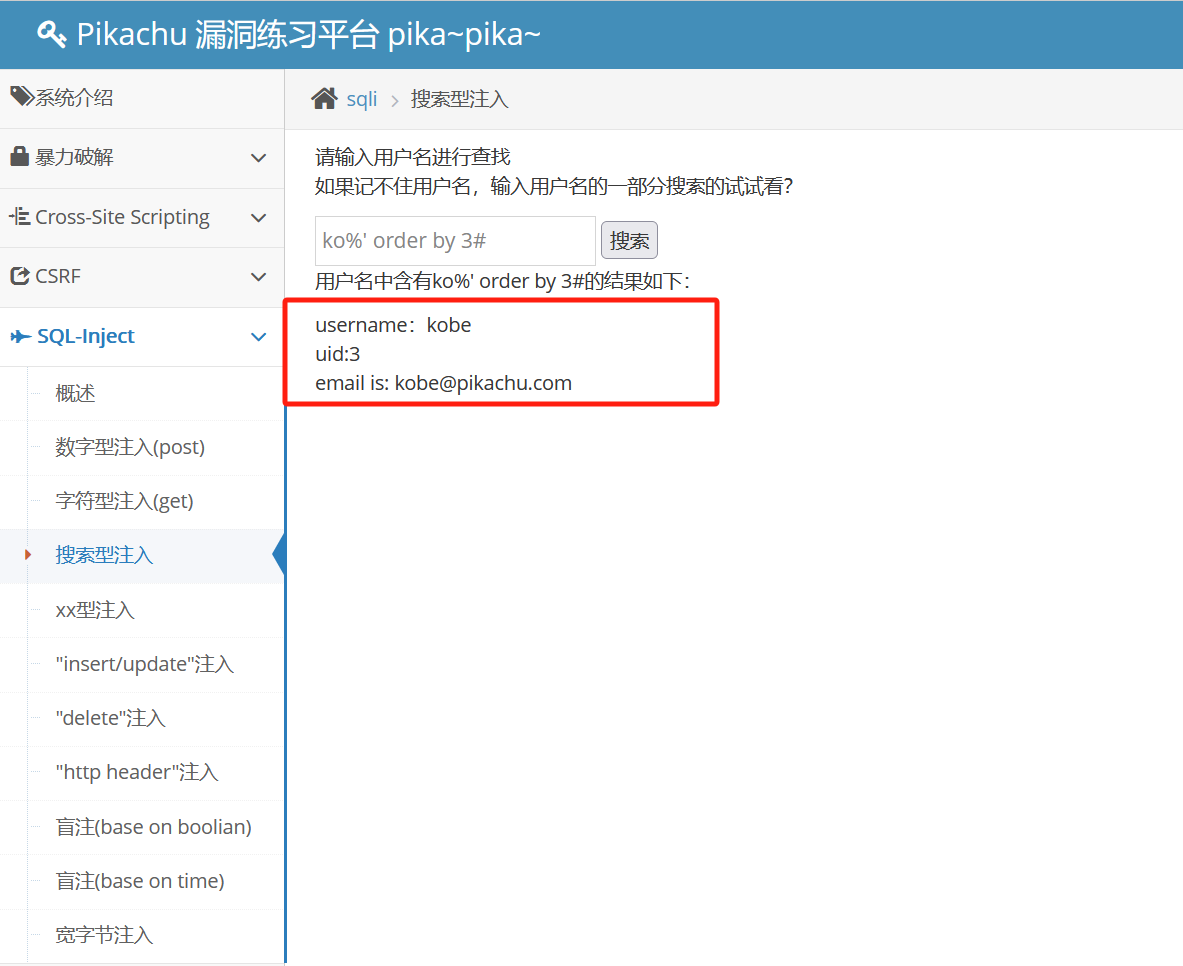 Pikachu 漏洞练习平台 pika~pika~
系统介绍
暴力破解
Cross-Site Scripting
CSRF
SQL-Inject
概述
数字型注入(post)
字符型注入(get)
搜索型注入
xx型注入
"insert/update"注入
"delete"注入
"http header"注入
盲注(base on boolian)
盲注(base on time)
宽字节注入
sqli > 搜索型注入
请输入用户名进行查找
如果记不住用户名，输入用户名的一部分搜索的试试看？
ko%' order by 3# 搜索
用户名中含有ko%' order by 3#的结果如下：
username：kobe
uid:3
email is: kobe@pikachu.com